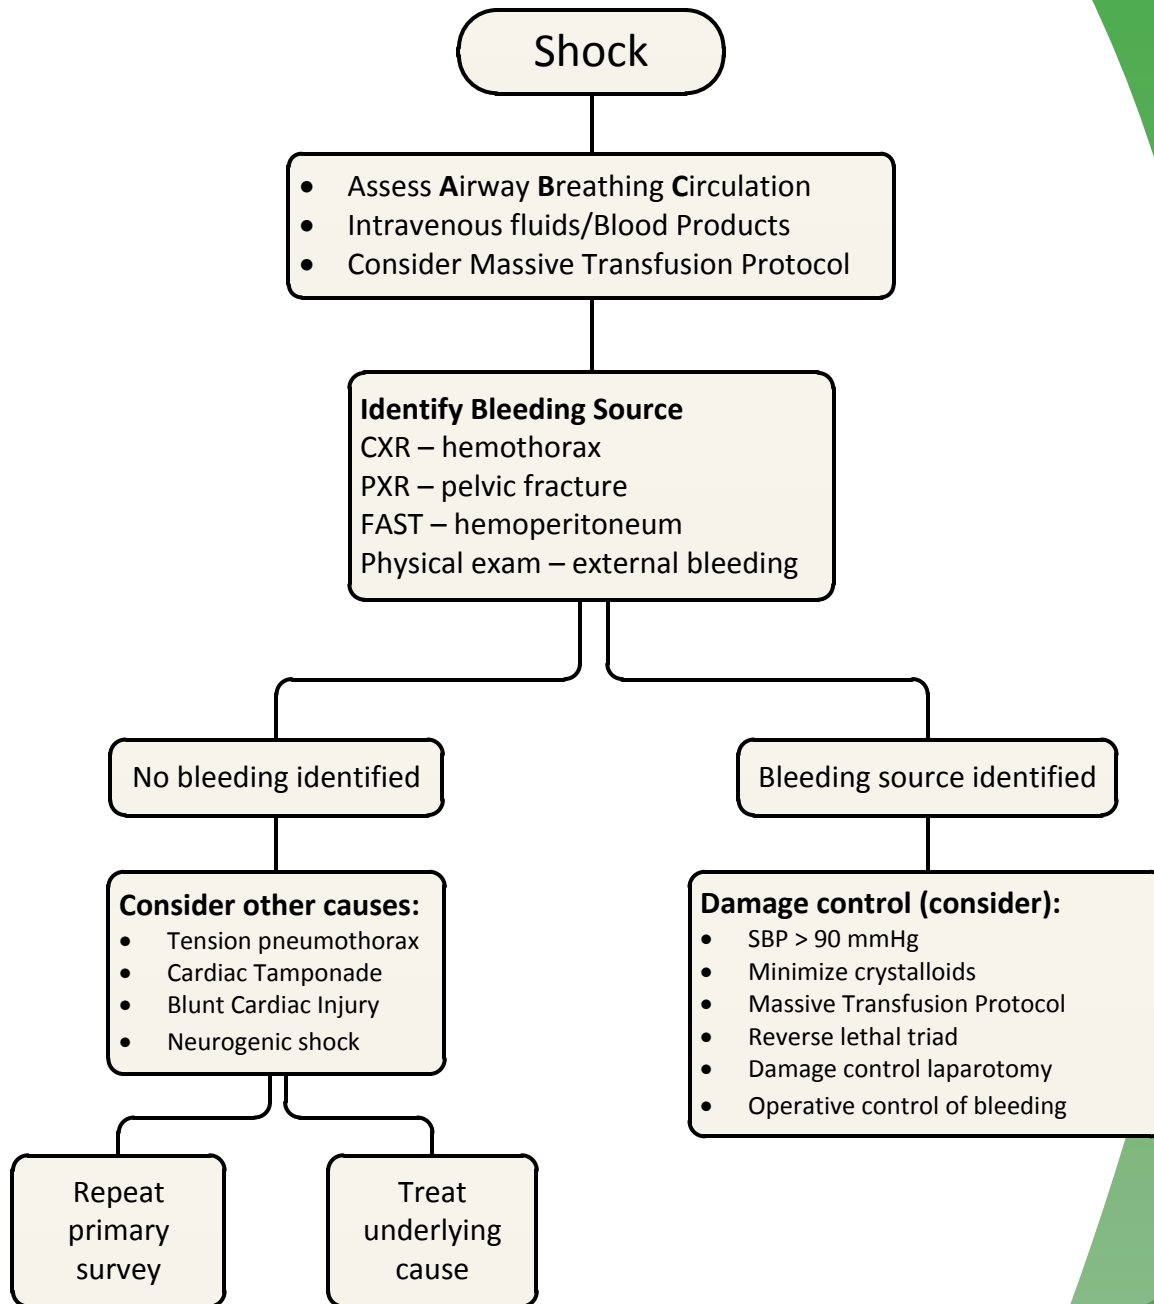 Shock
• Assess Airway Breathing Circulation
• Intravenous fluids/Blood Products
• Consider Massive Transfusion Protocol
Identify Bleeding Source
CXR – hemothorax
PXR – pelvic fracture
FAST – hemoperitoneum
Physical exam – external bleeding
No bleeding identified
Bleeding source identified
Consider other causes:
• Tension pneumothorax
• Cardiac Tamponade
• Blunt Cardiac Injury
• Neurogenic shock
Damage control (consider):
• SBP > 90 mmHg
• Minimize crystalloids
• Massive Transfusion Protocol
• Reverse lethal triad
• Damage control laparotomy
• Operative control of bleeding
Repeat
primary
survey
Treat
underlying
cause